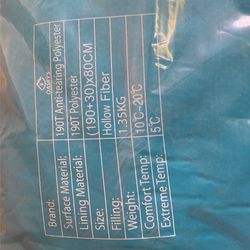 Brand: OASEYS
Surface Material: 190T Anti-tearing Polyester
Lining Material: 190T Polyester
Size: (190+30)x80CM
Filling: Hollow Fiber
Weight: 1.35KG
Comfort Temp: 10°C~20°C
Extreme Temp: 5°C